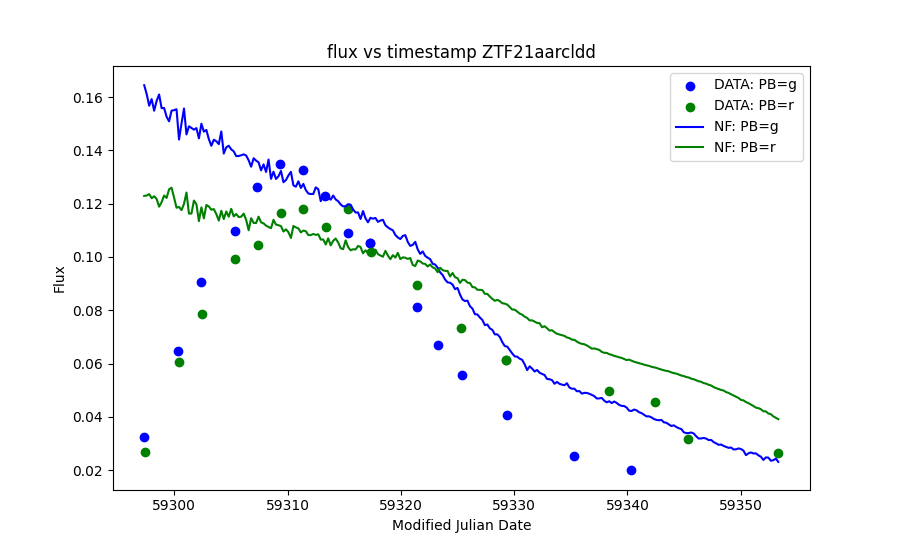 flux vs timestamp ZTF21aarcldd
DATA: PB=g
DATA: PB=r
NF: PB=g
NF: PB=r
0.16
0.14
0.12
0.10
0.08
0.06
0.04
0.02
Flux
59300
59310
59320
59330
59340
59350
Modified Julian Date